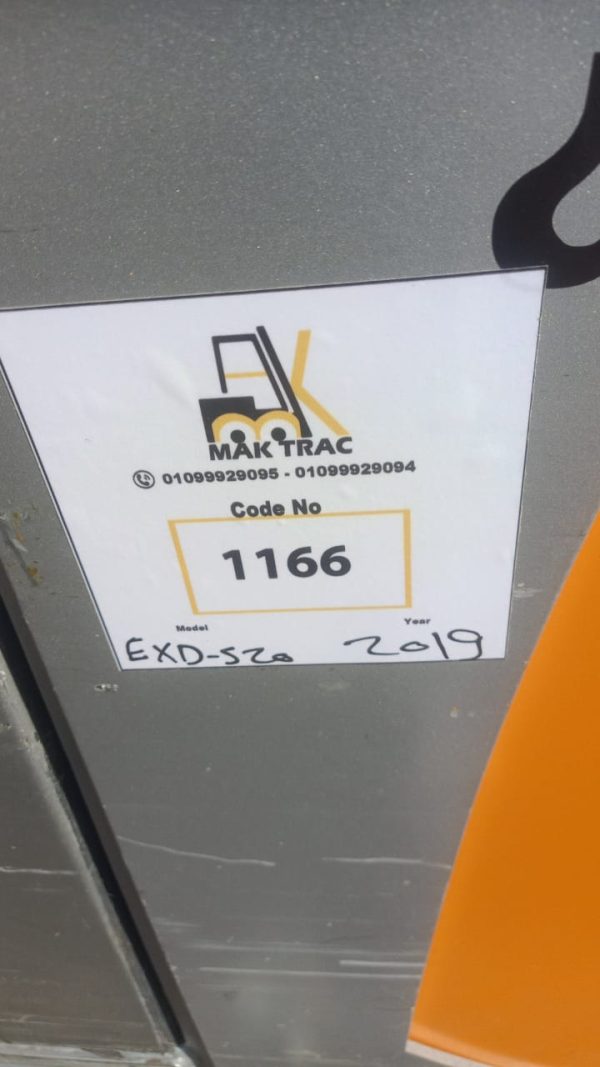 MAK TRAC
01099929095 - 01099929094
Code No
1166
Model Year
EXD-S20 2019